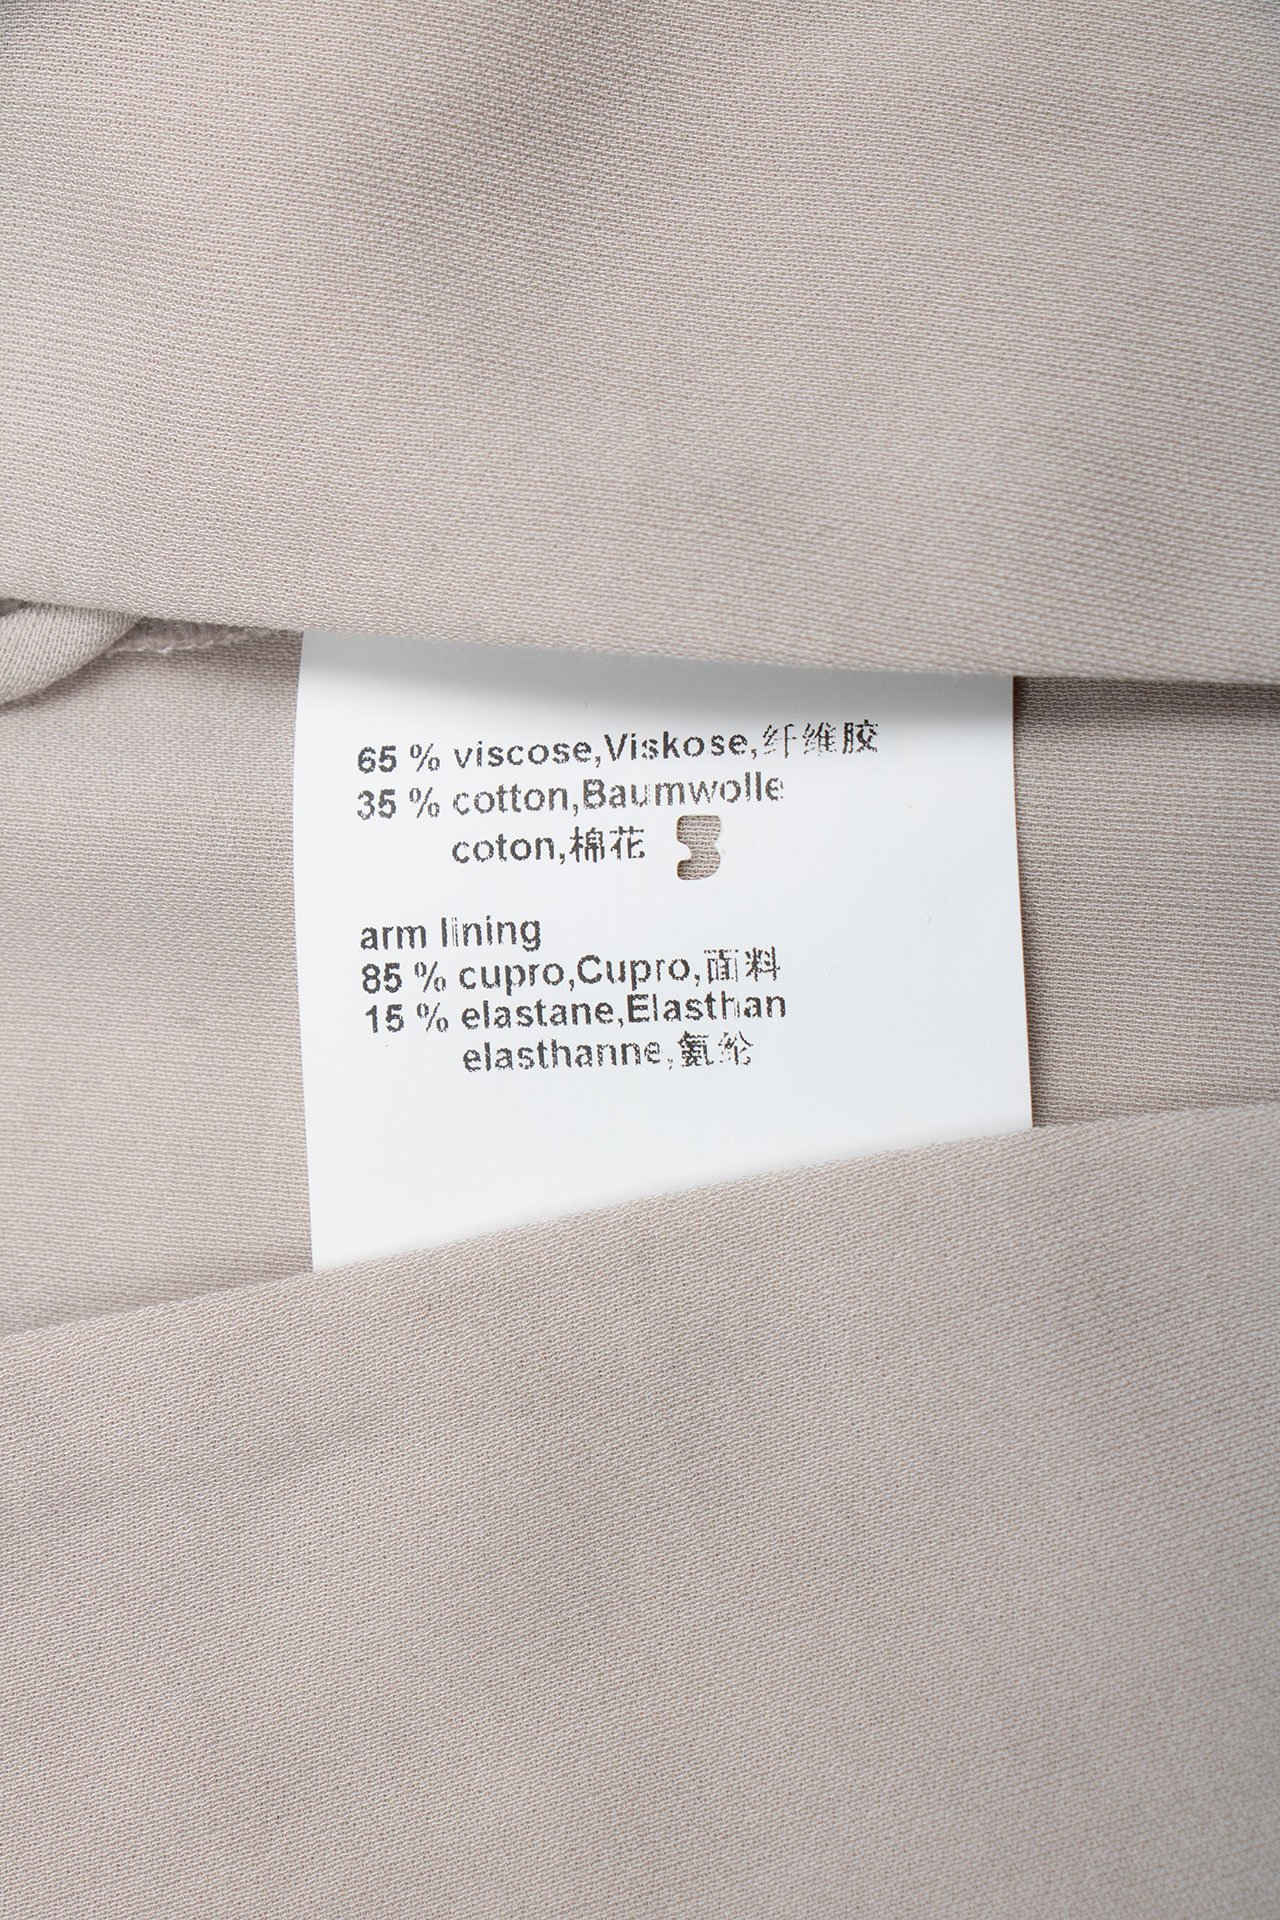 65 % viscose,Viskose,纤维胶
35 % cotton,Baumwolle
coton,棉花
arm lining
85 % cupro,Cupro,面料
15 % elastane,Elasthan
elasthanne,氨纶